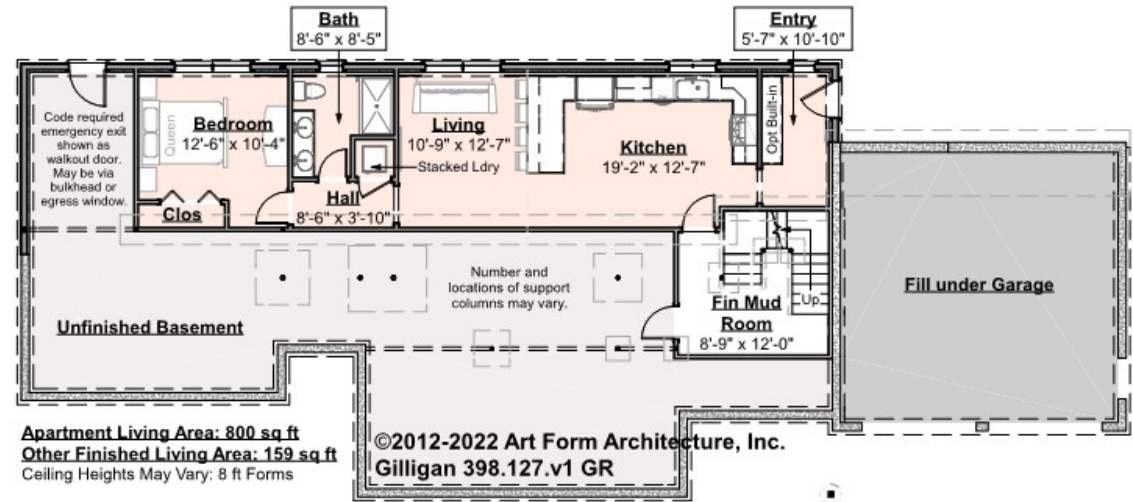 Bath
8'-6" x 8'-5"
Entry
5'-7" x 10'-10"
Code required
emergency exit
shown as
walkout door.
May be via
bulkhead or
egress window.
Queen
Bedroom
12'-6" x 10'-4"
Clos
Living
10'-9" x 12'-7"
Stacked Ldry
Hall
8'-6" x 3'-10"
Kitchen
19'-2" x 12'-7"
Opt Built-in
Number and
locations of support
columns may vary.
Unfinished Basement
Up
Fin Mud
Room
8'-9" x 12'-0"
Fill under Garage
Apartment Living Area: 800 sq ft
Other Finished Living Area: 159 sq ft
Ceiling Heights May Vary: 8 ft Forms
©2012-2022 Art Form Architecture, Inc.
Gilligan 398.127.v1 GR